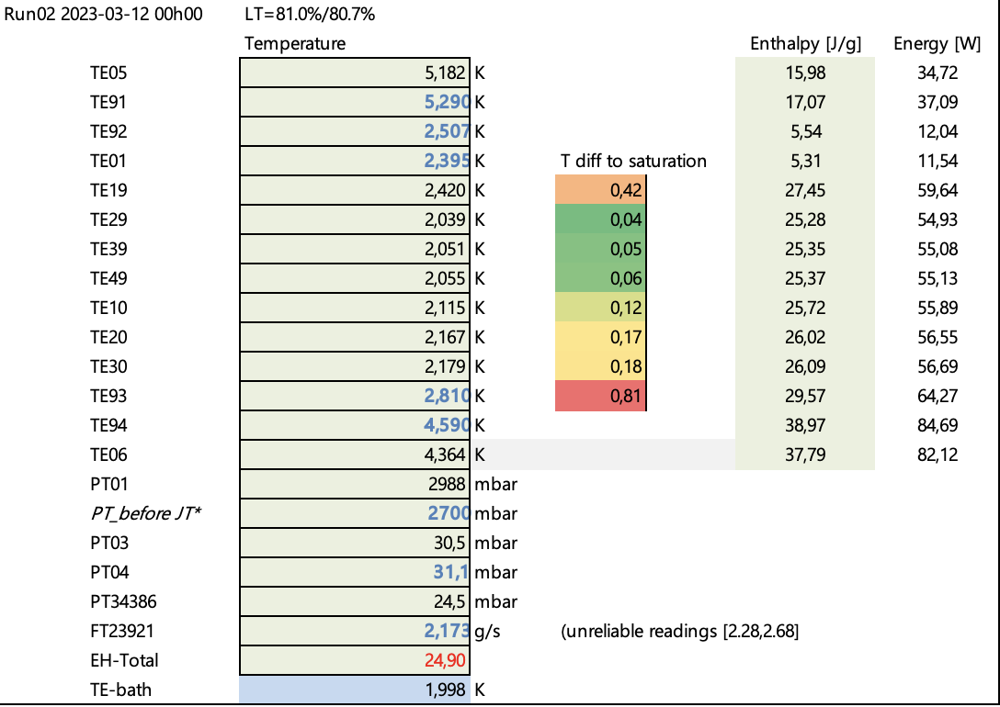 Run02 2023-03-12 00h00 LT=81.0%/80.7%
Temperature Enthalpy [J/g] Energy [W]
TE05 5,182 K 15,98 34,72
TE91 5,290 K 17,07 37,09
TE92 2,507 K 5,54 12,04
TE01 2,395 K T diff to saturation 5,31 11,54
TE19 2,420 K 0,42 27,45 59,64
TE29 2,039 K 0,04 25,28 54,93
TE39 2,051 K 0,05 25,35 55,08
TE49 2,055 K 0,06 25,37 55,13
TE10 2,115 K 0,12 25,72 55,89
TE20 2,167 K 0,17 26,02 56,55
TE30 2,179 K 0,18 26,09 56,69
TE93 2,810 K 0,81 29,57 64,27
TE94 4,590 K 38,97 84,69
TE06 4,364 K 37,79 82,12
PT01 2988 mbar
PT_before JT* 2700 mbar
PT03 30,5 mbar
PT04 31,1 mbar
PT34386 24,5 mbar
FT23921 2,173 g/s (unreliable readings [2.28,2.68]
EH-Total 24,90
TE-bath 1,998 K